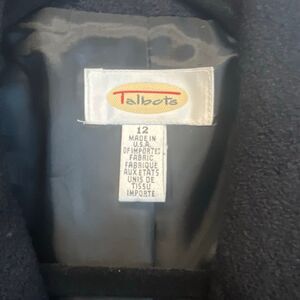 Talbots
12
MADE IN
U.S.A.
OF IMPORTED
FABRIC
FABRIQUE
AUX ETATS
UNIS DE
TISSU
IMPORTE